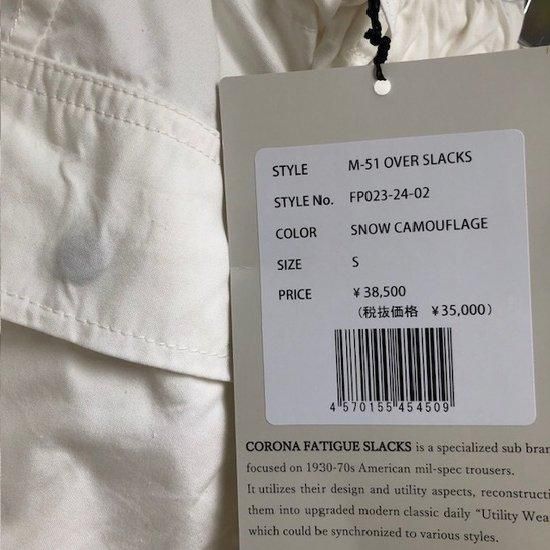 STYLE M-51 OVER SLACKS
STYLE No. FP023-24-02
COLOR SNOW CAMOUFLAGE
SIZE S
PRICE ¥ 38,500
(税抜価格 ¥ 35,000)
4 570155 454509
CORONA FATIGUE SLACKS is a specialized sub bran
focused on 1930-70s American mil-spec trousers.
It utilizes their design and utility aspects, reconstructi
them into upgraded modern classic daily "Utility Wea
which could be synchronized to various styles.